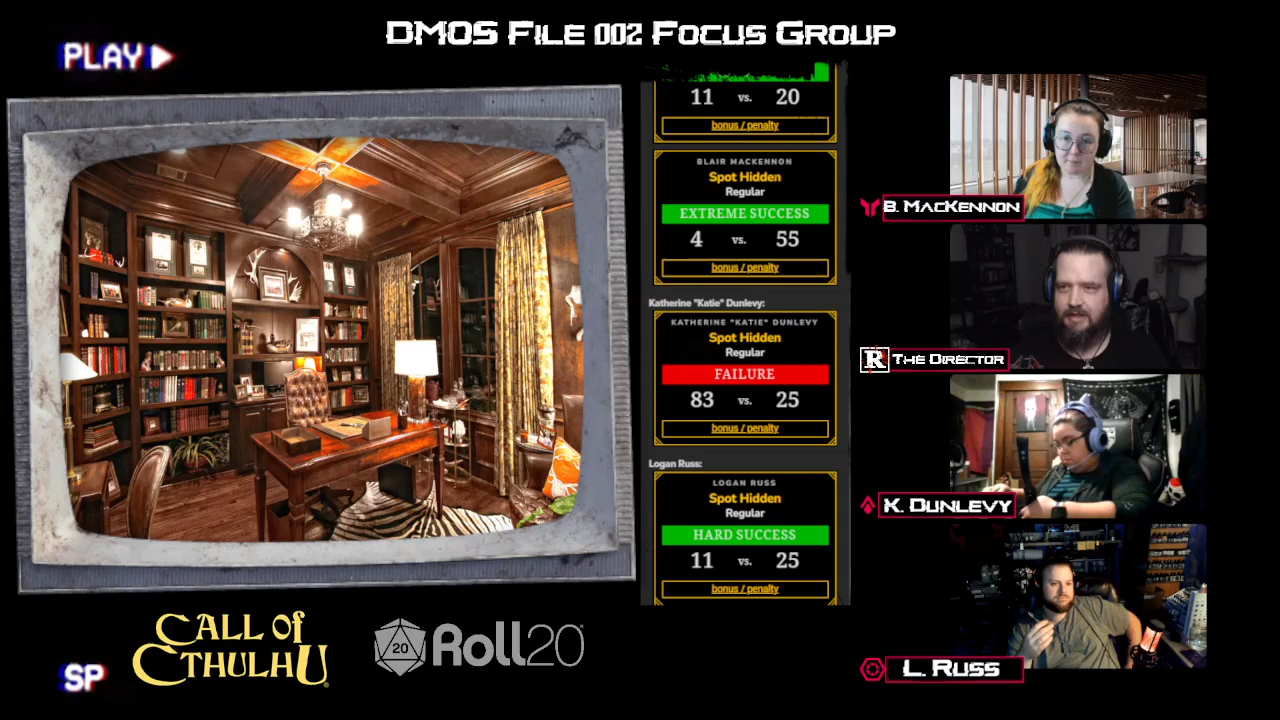 DMOS FILE 002 FOCUS GROUP
PLAY
11 vs. 20
bonus / penalty
BLAIR MACKENNON
Spot Hidden
Regular
EXTREME SUCCESS
4 vs. 55
bonus / penalty
Katherine "Katie" Dunlevy:
KATHERINE "KATIE" DUNLEVY
Spot Hidden
Regular
FAILURE
83 vs. 25
bonus / penalty
Logan Russ:
LOGAN RUSS
Spot Hidden
Regular
HARD SUCCESS
11 vs. 25
bonus / penalty
B. MACKENNON
R THE DIRECTOR
K. DUNLEVY
L. RUSS
CALL OF
CTHULHU
20 Roll20
SP